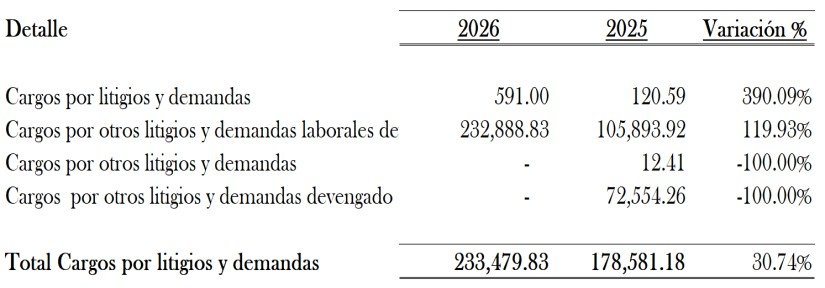 Detalle 2026 2025 Variación %
Cargos por litigios y demandas 591.00 120.59 390.09%
Cargos por otros litigios y demandas laborales de 232,888.83 105,893.92 119.93%
Cargos por otros litigios y demandas - 12.41 -100.00%
Cargos  por otros litigios y demandas devengado - 72,554.26 -100.00%
Total Cargos por litigios y demandas 233,479.83 178,581.18 30.74%